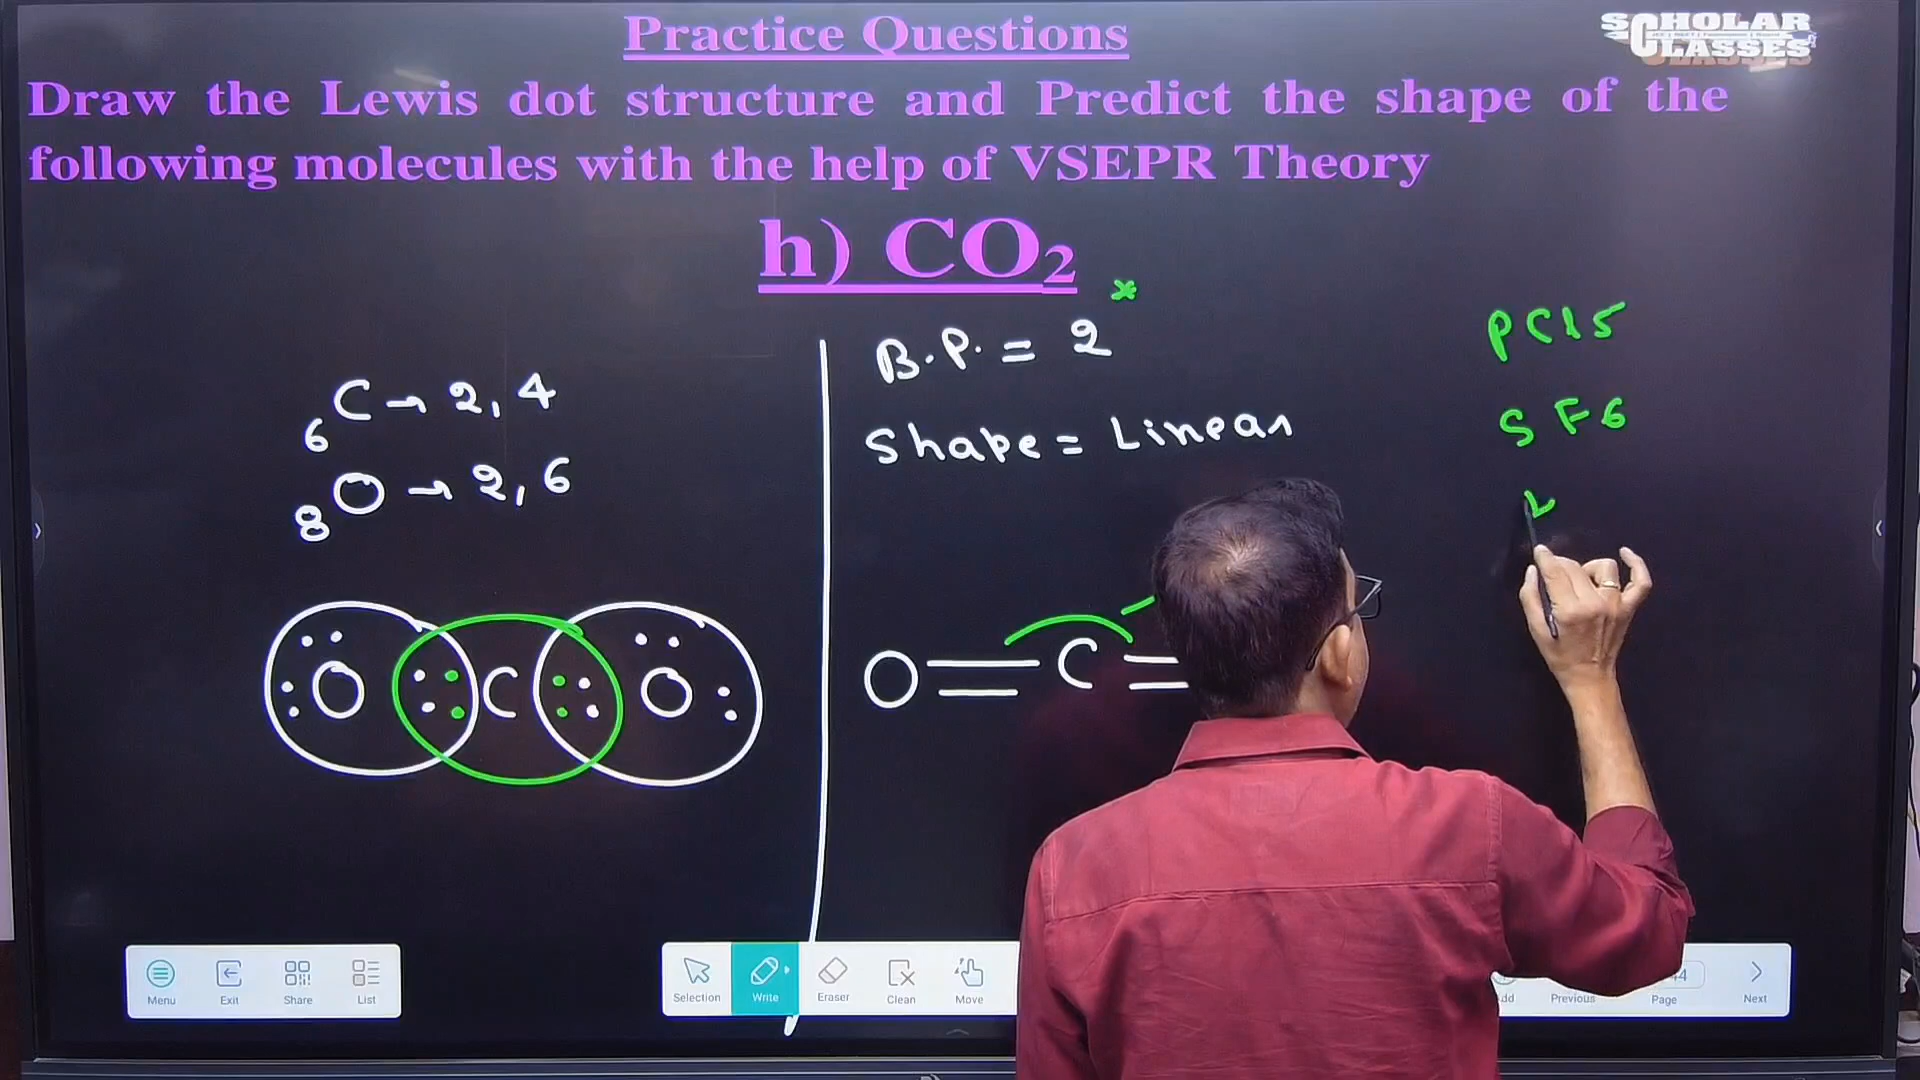 SCHOLAR
CLASSES
Practice Questions
Draw the Lewis dot structure and Predict the shape of the
following molecules with the help of VSEPR Theory
h) CO₂
*
₆C → 2, 4
₈O → 2, 6
O C O
B.P. = 2
Shape = Linear
O = C =
PCl5
SF6
Menu Exit Share List
Selection Write Eraser Clean Move
Previous Page Next